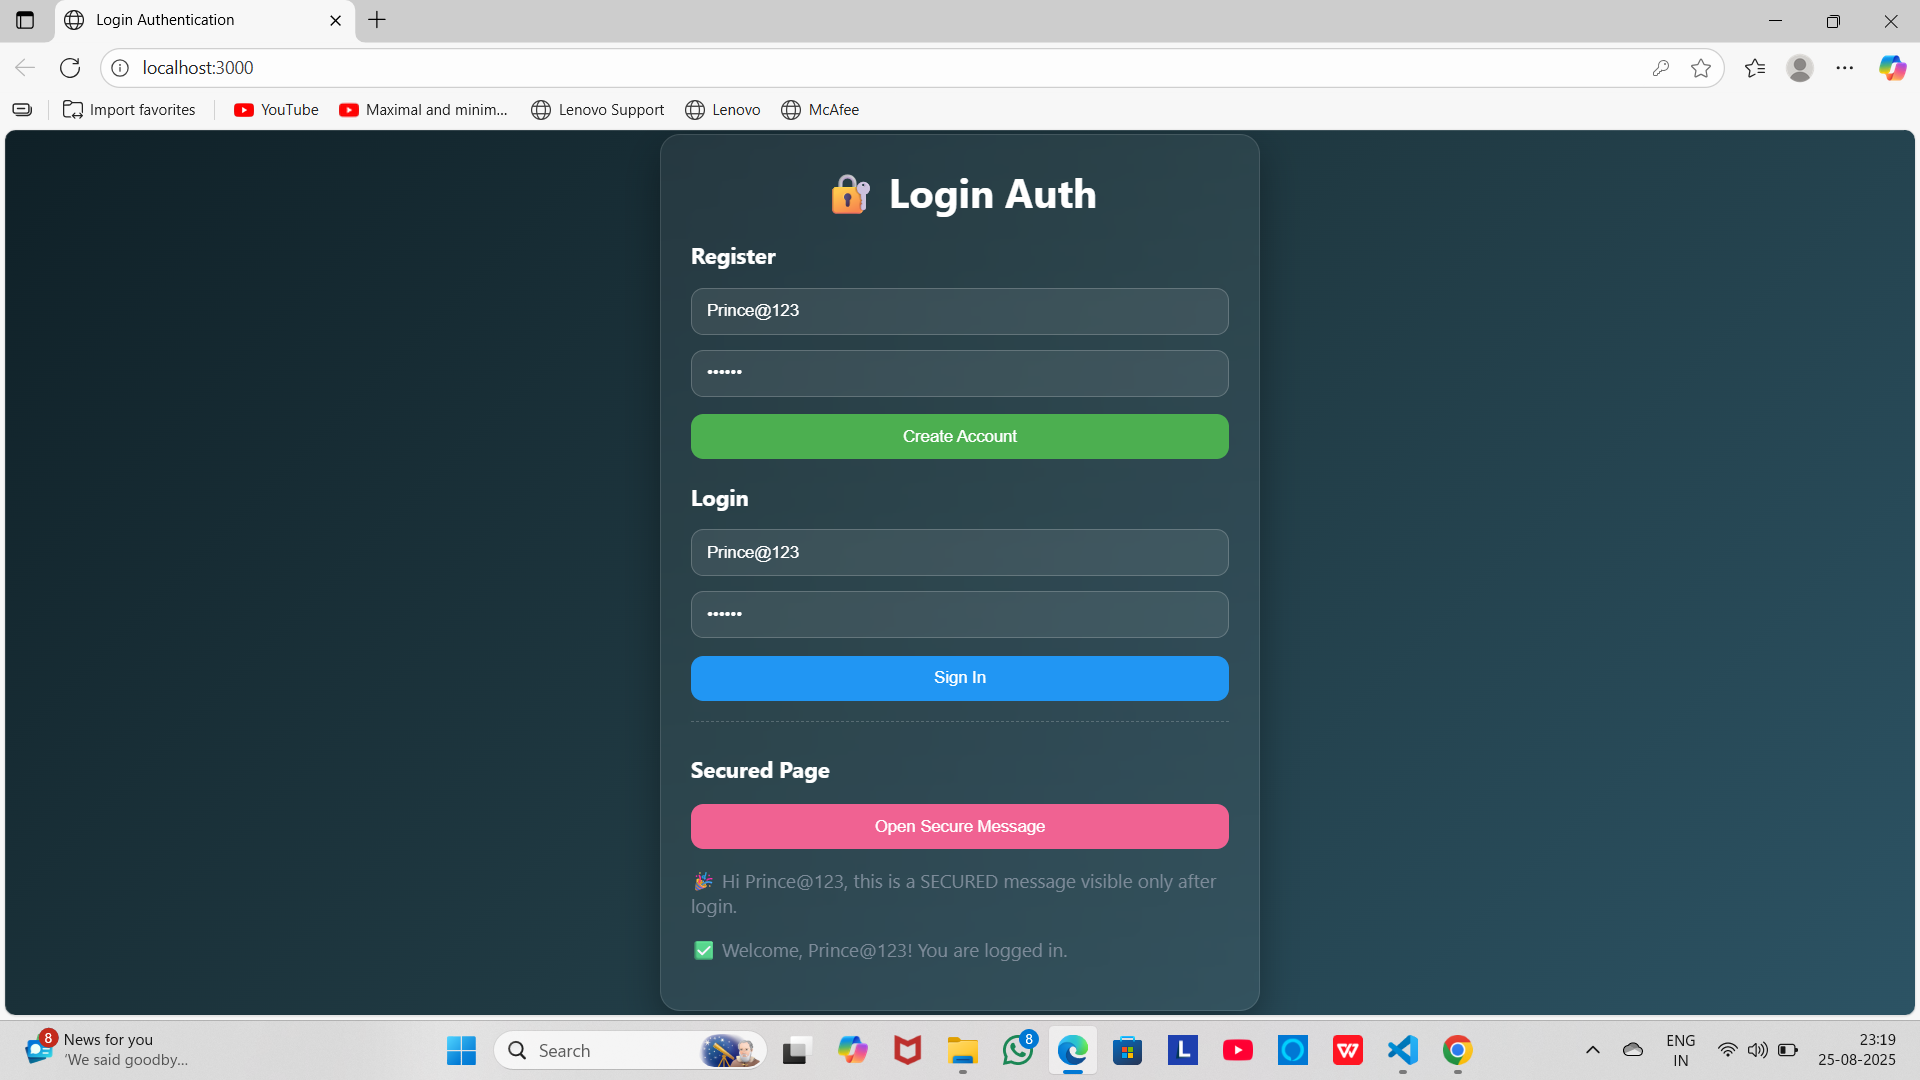 Login Authentication
localhost:3000
Import favorites
YouTube
Maximal and minim...
Lenovo Support
Lenovo
McAfee
Login Auth
Register
Prince@123
••••••
Create Account
Login
Prince@123
••••••
Sign In
Secured Page
Open Secure Message
🎉 Hi Prince@123, this is a SECURED message visible only after
login.
✅ Welcome, Prince@123! You are logged in.
8
News for you
'We said goodby...
Search
8
L
W
ENG
IN
23:19
25-08-2025